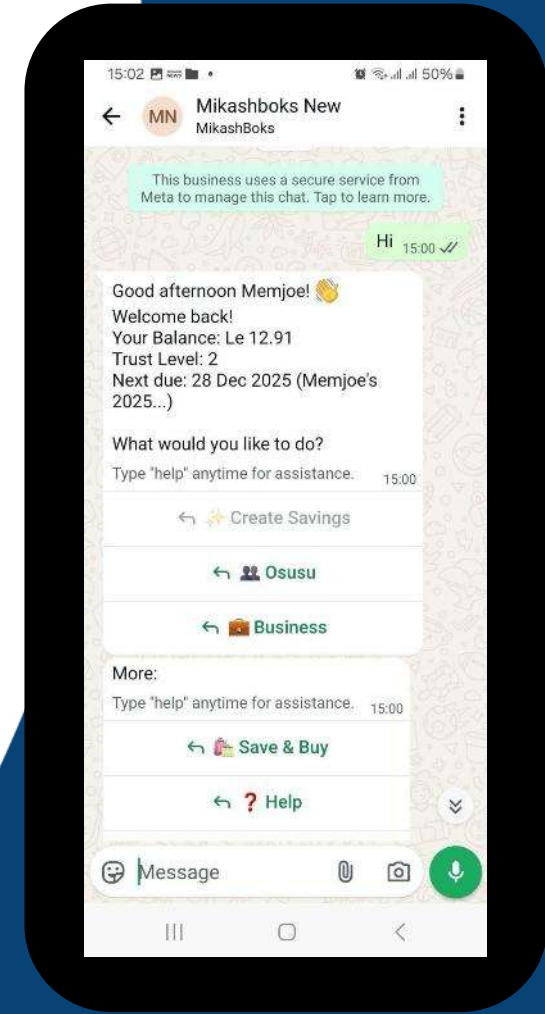 15:02
50%
MN
Mikashboks New
MikashBoks
This business uses a secure service from
Meta to manage this chat. Tap to learn more.
Hi 15:00
Good afternoon Memjoe! 👋
Welcome back!
Your Balance: Le 12.91
Trust Level: 2
Next due: 28 Dec 2025 (Memjoe's
2025...)
What would you like to do?
Type "help" anytime for assistance. 15:00
✨ Create Savings
👥 Osusu
💼 Business
More:
Type "help" anytime for assistance. 15:00
🛍️ Save & Buy
❓ Help
Message